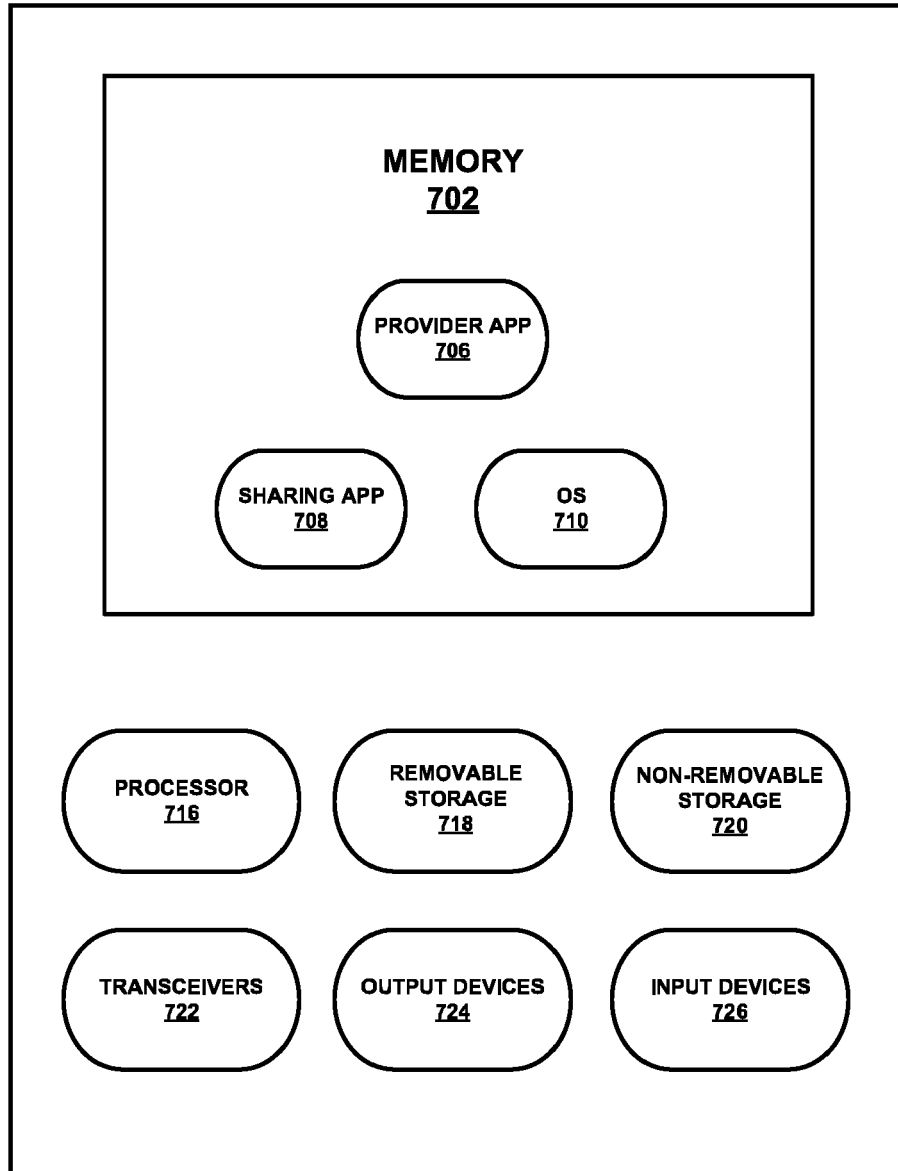 MEMORY
702
PROVIDER APP
706
SHARING APP
708
OS
710
PROCESSOR
716
REMOVABLE
STORAGE
718
NON-REMOVABLE
STORAGE
720
TRANSCEIVERS
722
OUTPUT DEVICES
724
INPUT DEVICES
726